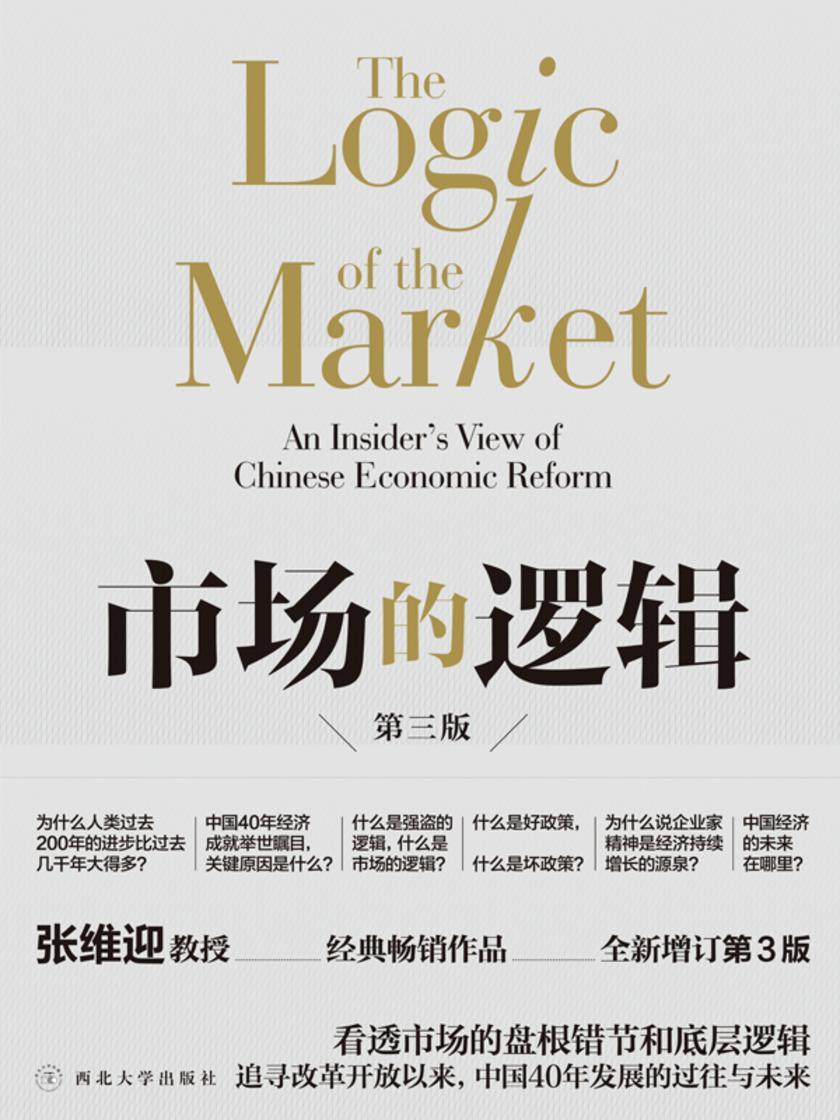 The
Logic
of the
Market
An Insider's View of
Chinese Economic Reform
市场的逻辑
第三版
为什么人类过去
200年的进步比过去
几千年大得多?
中国40年经济
成就举世瞩目，
关键原因是什么?
什么是强盗的
逻辑，什么是
市场的逻辑?
什么是好政策，
什么是坏政策?
为什么说企业家
精神是经济持续
增长的源泉?
中国经济
的未来
在哪里?
张维迎教授 经典畅销作品 全新增订第3版
看透市场的盘根错节和底层逻辑
西北大学出版社 追寻改革开放以来，中国40年发展的过往与未来